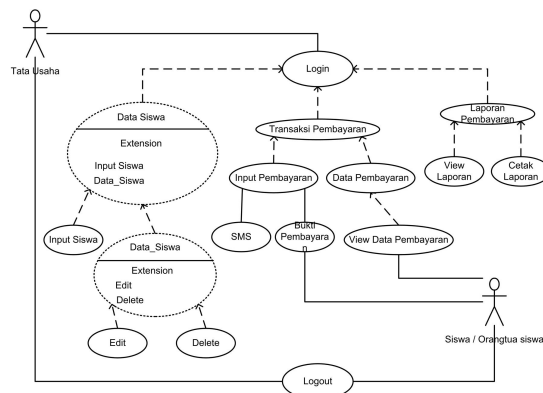 Tata Usaha
Login
Data Siswa
Extension
Input Siswa
Data_Siswa
Transaksi Pembayaran
Laporan
Pembayaran
Input Pembayaran
Data Pembayaran
View
Laporan
Cetak
Laporan
Input Siswa
Data_Siswa
Extension
Edit
Delete
SMS
Bukti
Pembayara
n
View Data Pembayaran
Edit
Delete
Siswa / Orangtua siswa
Logout